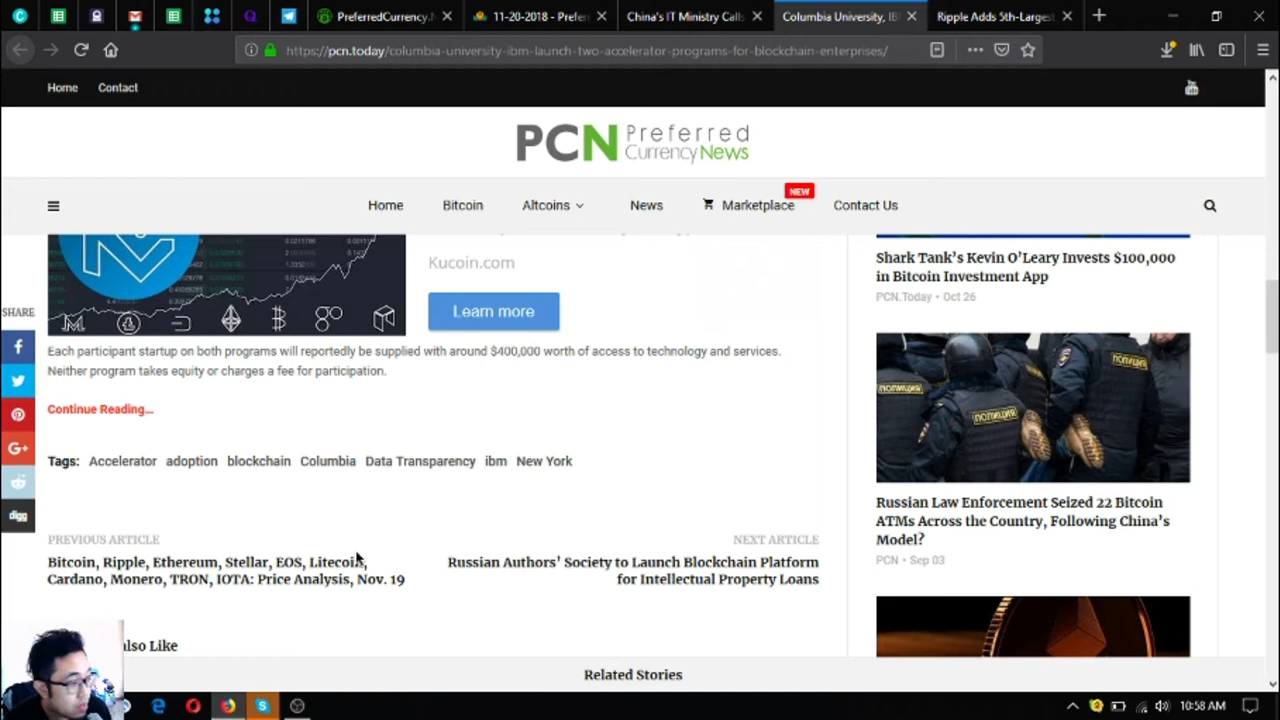 PreferredCurrency.
11-20-2018 - Prefer
China's IT Ministry Calls
Columbia University, IB
Ripple Adds 5th-Largest
https://pcn.today/columbia-university-ibm-launch-two-accelerator-programs-for-blockchain-enterprises/
Home Contact
PCN Preferred
Currency News
Home Bitcoin Altcoins News Marketplace NEW Contact Us
Kucoin.com
Learn more
SHARE
Each participant startup on both programs will reportedly be supplied with around $400,000 worth of access to technology and services.
Neither program takes equity or charges a fee for participation.
Continue Reading...
Tags: Accelerator adoption blockchain Columbia Data Transparency ibm New York
PREVIOUS ARTICLE
Bitcoin, Ripple, Ethereum, Stellar, EOS, Litecoin,
Cardano, Monero, TRON, IOTA: Price Analysis, Nov. 19
NEXT ARTICLE
Russian Authors' Society to Launch Blockchain Platform
for Intellectual Property Loans
also Like
Related Stories
Shark Tank's Kevin O'Leary Invests $100,000
in Bitcoin Investment App
PCN.Today • Oct 26
ПОЛИЦИЯ
ПОЛИЦИЯ
ПОЛИЦИЯ
Russian Law Enforcement Seized 22 Bitcoin
ATMs Across the Country, Following China's
Model?
PCN • Sep 03
digg
10:58 AM